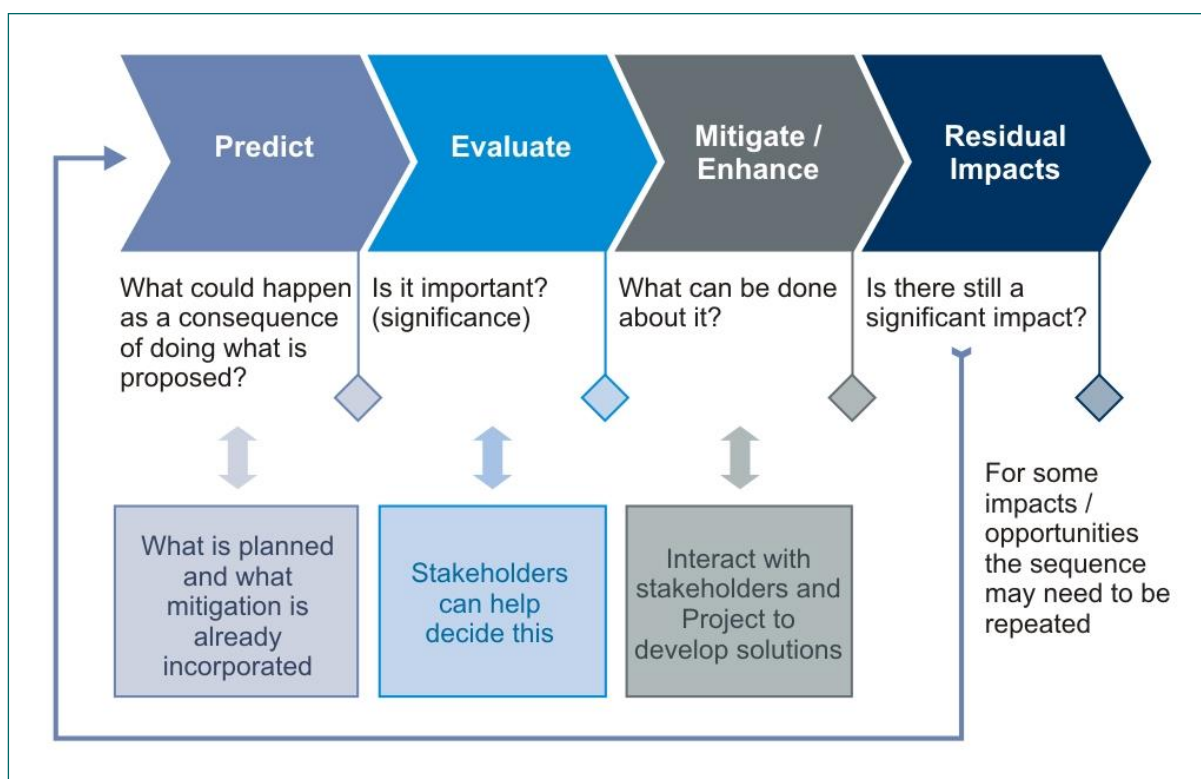 Predict
Evaluate
Mitigate /
Enhance
Residual
Impacts
What could happen
as a consequence
of doing what is
proposed?
Is it important?
(significance)
What can be done
about it?
Is there still a
significant impact?
What is planned
and what
mitigation is
already
incorporated
Stakeholders
can help
decide this
Interact with
stakeholders and
Project to
develop solutions
For some
impacts /
opportunities
the sequence
may need to be
repeated